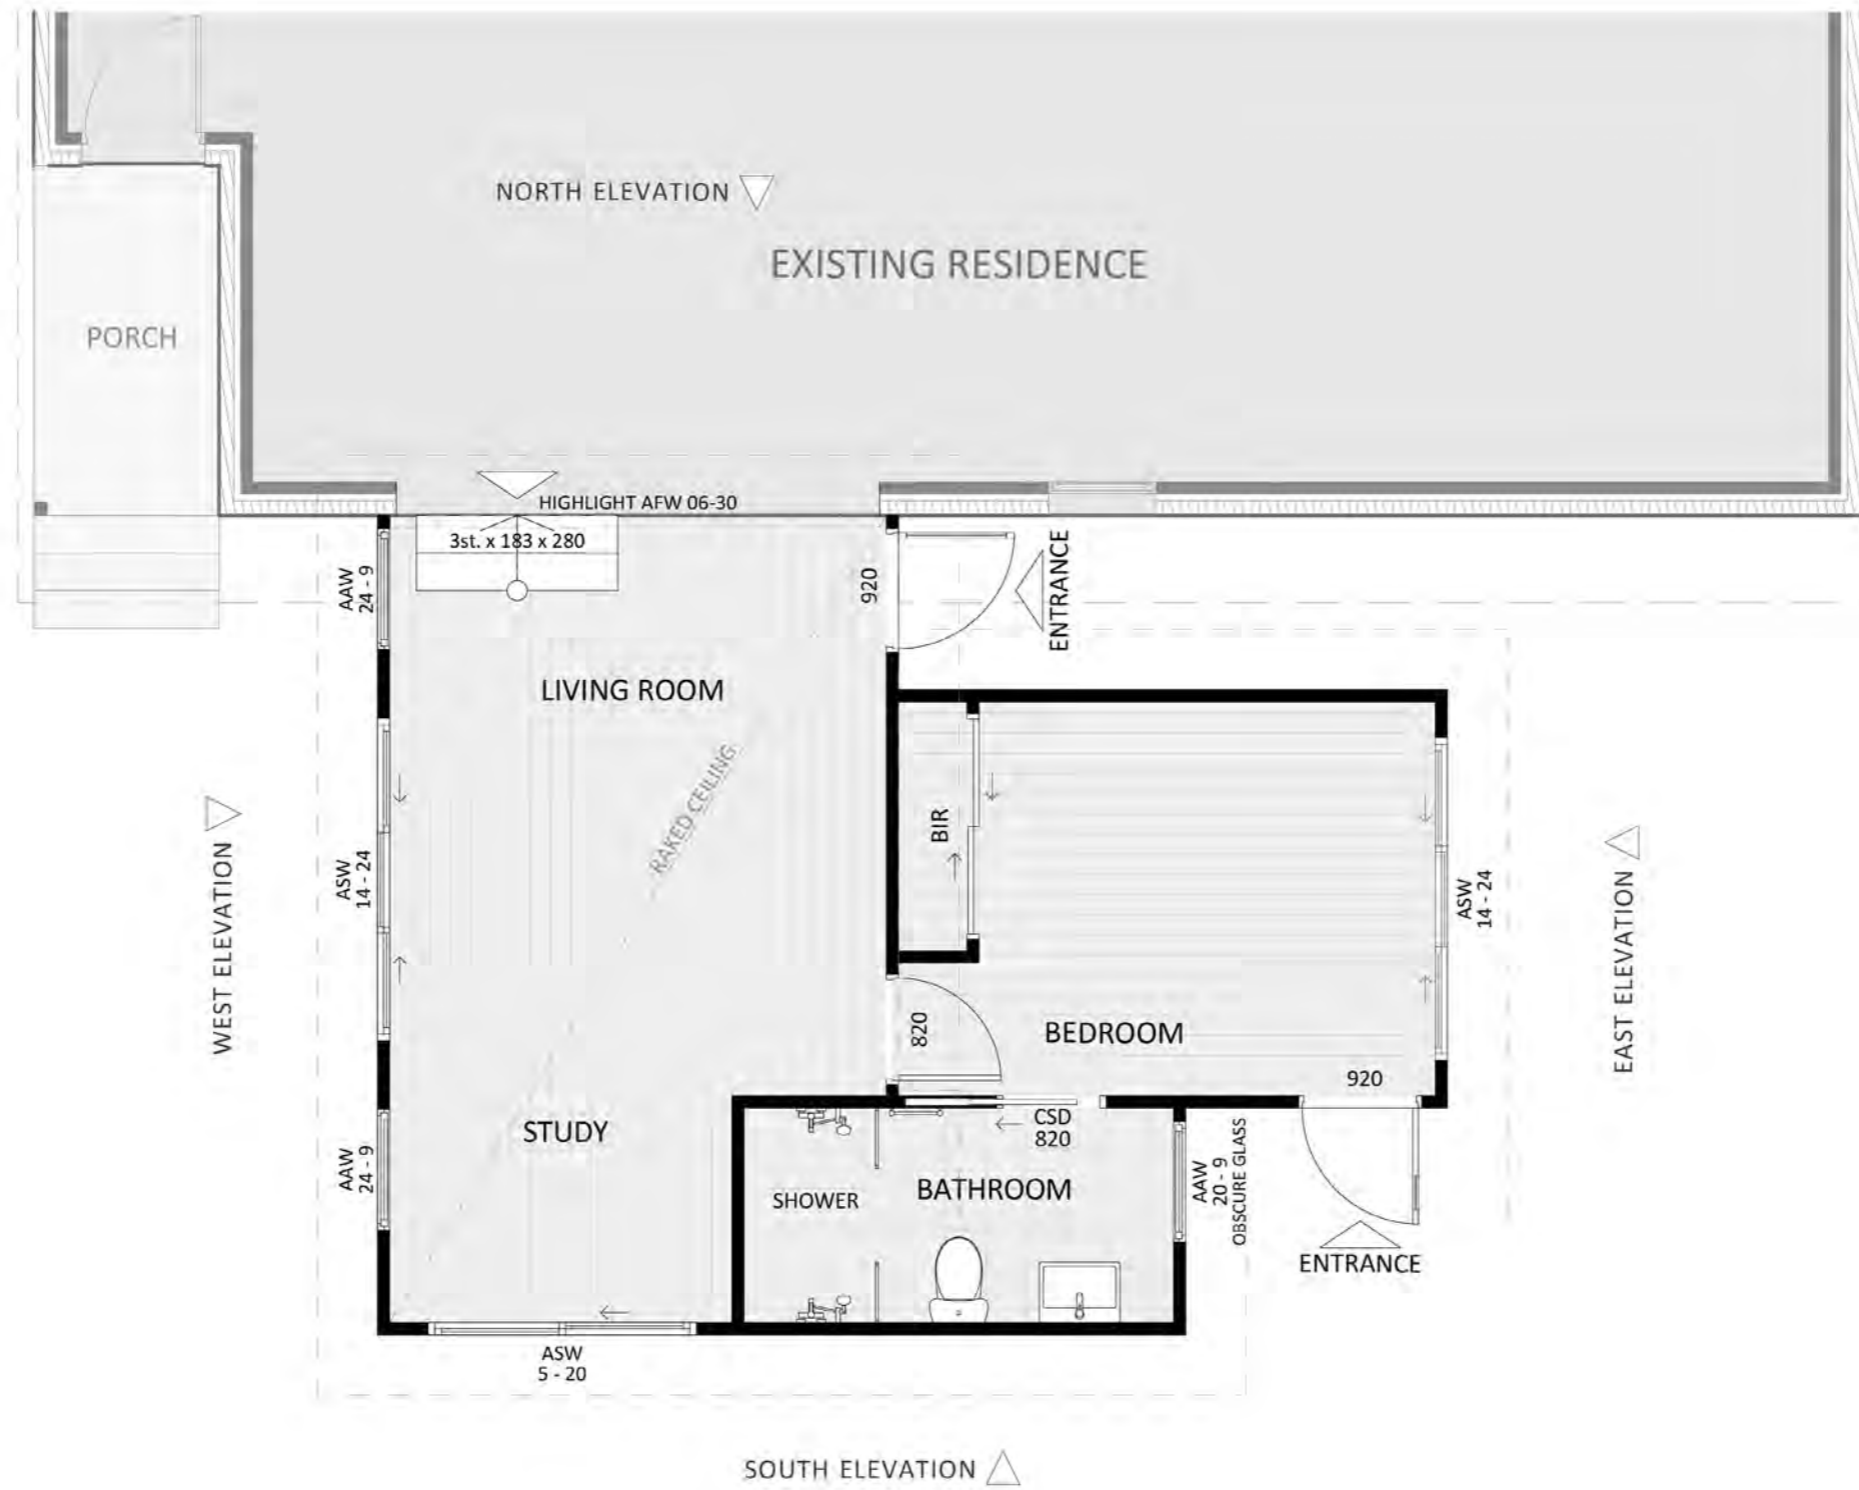 NORTH ELEVATION
EXISTING RESIDENCE
PORCH
HIGHLIGHT AFW 06-30
3st. x 183 x 280
AAW
24 - 9
920
ENTRANCE
LIVING ROOM
RAKED CEILING
BIR
WEST ELEVATION
ASW
14 - 24
ASW
14 - 24
EAST ELEVATION
820
BEDROOM
920
STUDY
CSD
820
AAW
24 - 9
SHOWER
BATHROOM
AAW
20 - 9
OBSCURE GLASS
ENTRANCE
ASW
5 - 20
SOUTH ELEVATION